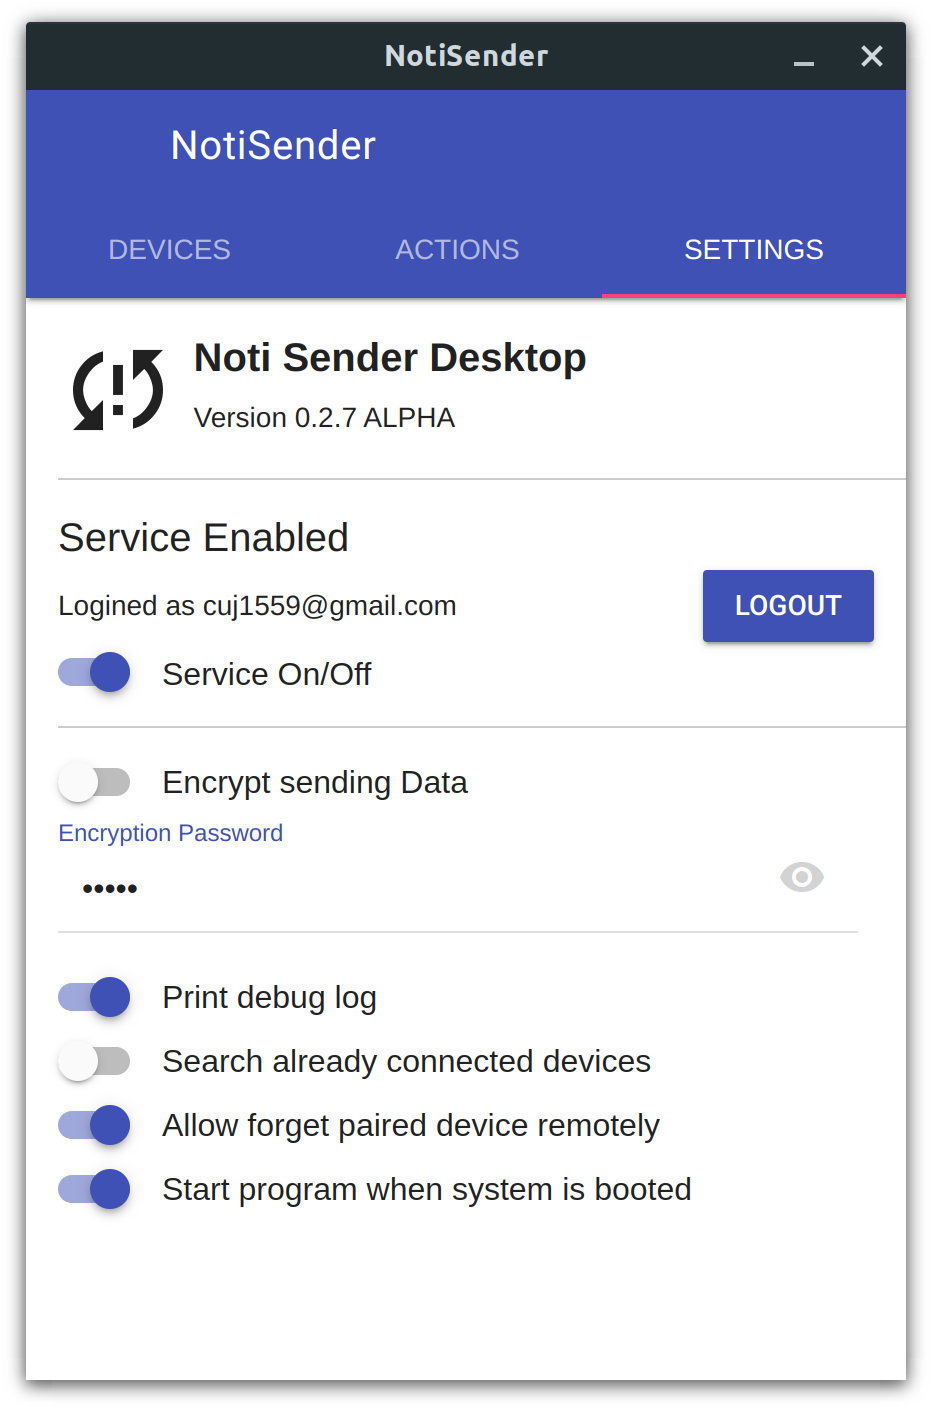 NotiSender
NotiSender
DEVICES ACTIONS SETTINGS
Noti Sender Desktop
Version 0.2.7 ALPHA
Service Enabled
Logined as cuj1559@gmail.com LOGOUT
Service On/Off
Encrypt sending Data
Encryption Password
•••••
Print debug log
Search already connected devices
Allow forget paired device remotely
Start program when system is booted